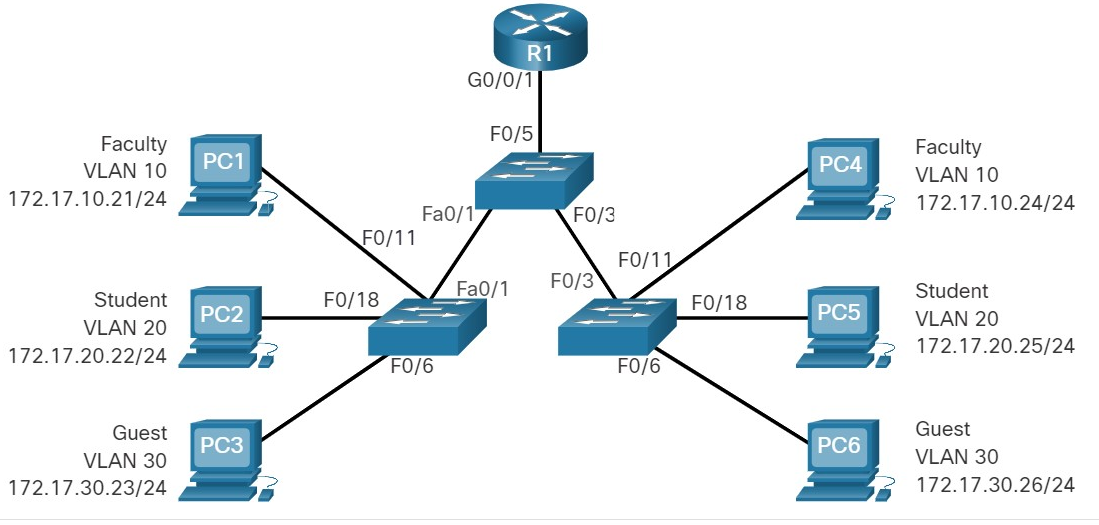 R1
G0/0/1
F0/5
Faculty
VLAN 10
172.17.10.21/24
PC1
PC4
Faculty
VLAN 10
172.17.10.24/24
Fa0/1
F0/3
F0/11
F0/11
Fa0/1
F0/3
Student
VLAN 20
172.17.20.22/24
PC2
F0/18
F0/18
PC5
Student
VLAN 20
172.17.20.25/24
F0/6
F0/6
Guest
VLAN 30
172.17.30.23/24
PC3
PC6
Guest
VLAN 30
172.17.30.26/24